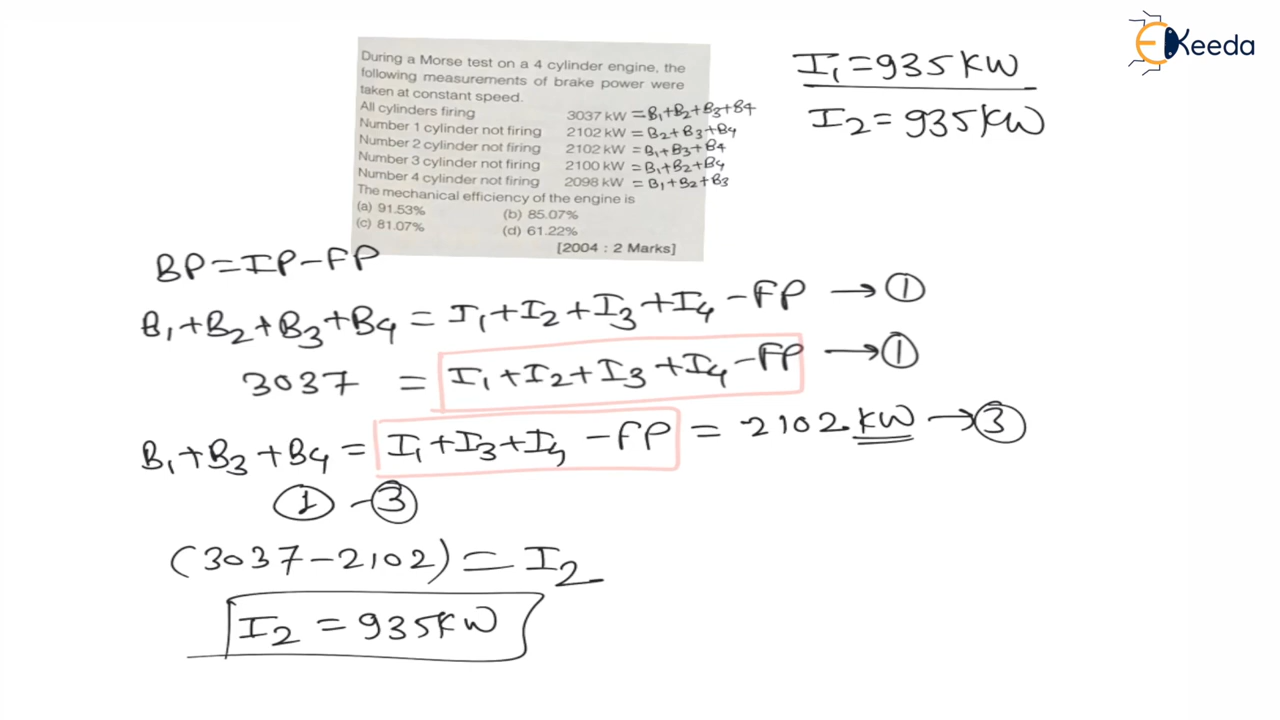 During a Morse test on a 4 cylinder engine, the
following measurements of brake power were
taken at constant speed.
All cylinders firing 3037 kW = B₁+B₂+B₃+B₄
Number 1 cylinder not firing 2102 kW = B₂+B₃+B₄
Number 2 cylinder not firing 2102 kW = B₁+B₃+B₄
Number 3 cylinder not firing 2100 kW = B₁+B₂+B₄
Number 4 cylinder not firing 2098 kW = B₁+B₂+B₃
The mechanical efficiency of the engine is
(a) 91.53% (b) 85.07%
(c) 81.07% (d) 61.22%
[2004 : 2 Marks]
I₁ = 935 KW
I₂ = 935 KW
Keeda
BP = IP - FP
B₁+B₂+B₃+B₄ = I₁+I₂+I₃+I₄ - FP → ①
3037 = I₁+I₂+I₃+I₄ - FP → ①
B₁+B₃+B₄ = I₁+I₃+I₄ - FP = 2102 KW → ③
① - ③
(3037-2102) = I₂
I₂ = 935 KW